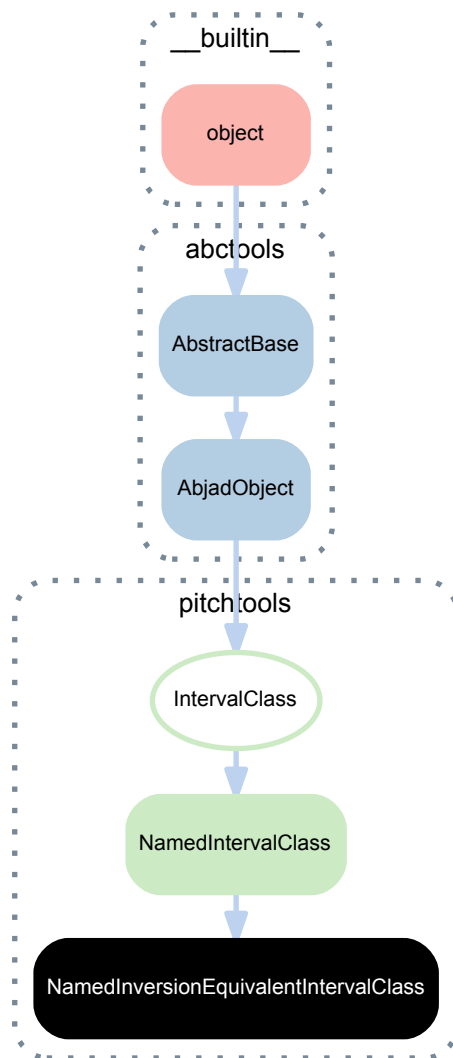 __builtin__
object
abctools
AbstractBase
AbjadObject
pitchtools
IntervalClass
NamedIntervalClass
NamedInversionEquivalentIntervalClass